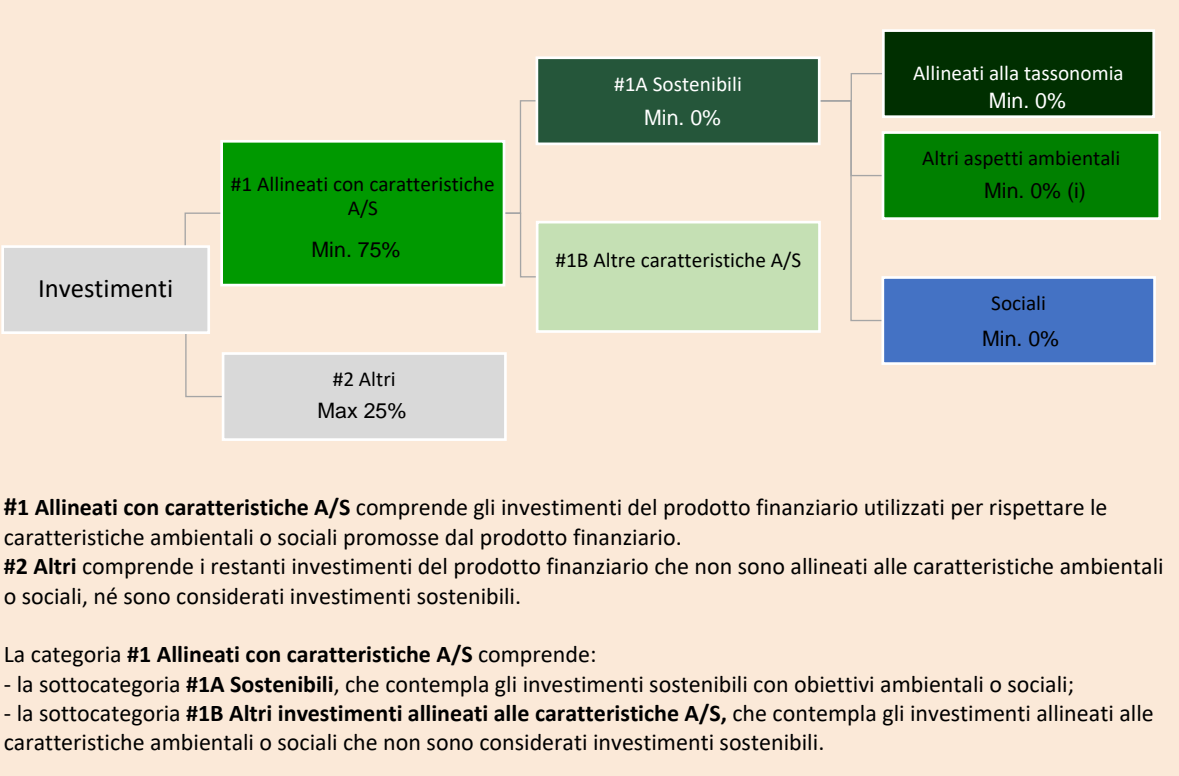 Investimenti
#1 Allineati con caratteristiche
A/S
Min. 75%
#2 Altri
Max 25%
#1A Sostenibili
Min. 0%
#1B Altre caratteristiche A/S
Allineati alla tassonomia
Min. 0%
Altri aspetti ambientali
Min. 0% (i)
Sociali
Min. 0%
#1 Allineati con caratteristiche A/S comprende gli investimenti del prodotto finanziario utilizzati per rispettare le
caratteristiche ambientali o sociali promosse dal prodotto finanziario.
#2 Altri comprende i restanti investimenti del prodotto finanziario che non sono allineati alle caratteristiche ambientali
o sociali, né sono considerati investimenti sostenibili.
La categoria #1 Allineati con caratteristiche A/S comprende:
- la sottocategoria #1A Sostenibili, che contempla gli investimenti sostenibili con obiettivi ambientali o sociali;
- la sottocategoria #1B Altri investimenti allineati alle caratteristiche A/S, che contempla gli investimenti allineati alle
caratteristiche ambientali o sociali che non sono considerati investimenti sostenibili.